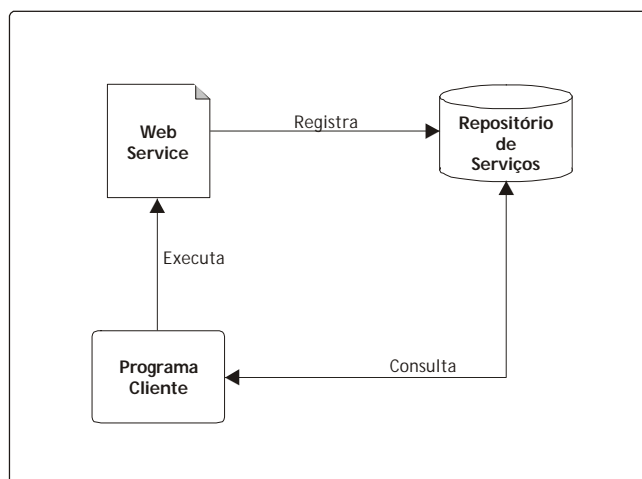 Web
Service
Registra
Repositório
de
Serviços
Executa
Programa
Cliente
Consulta